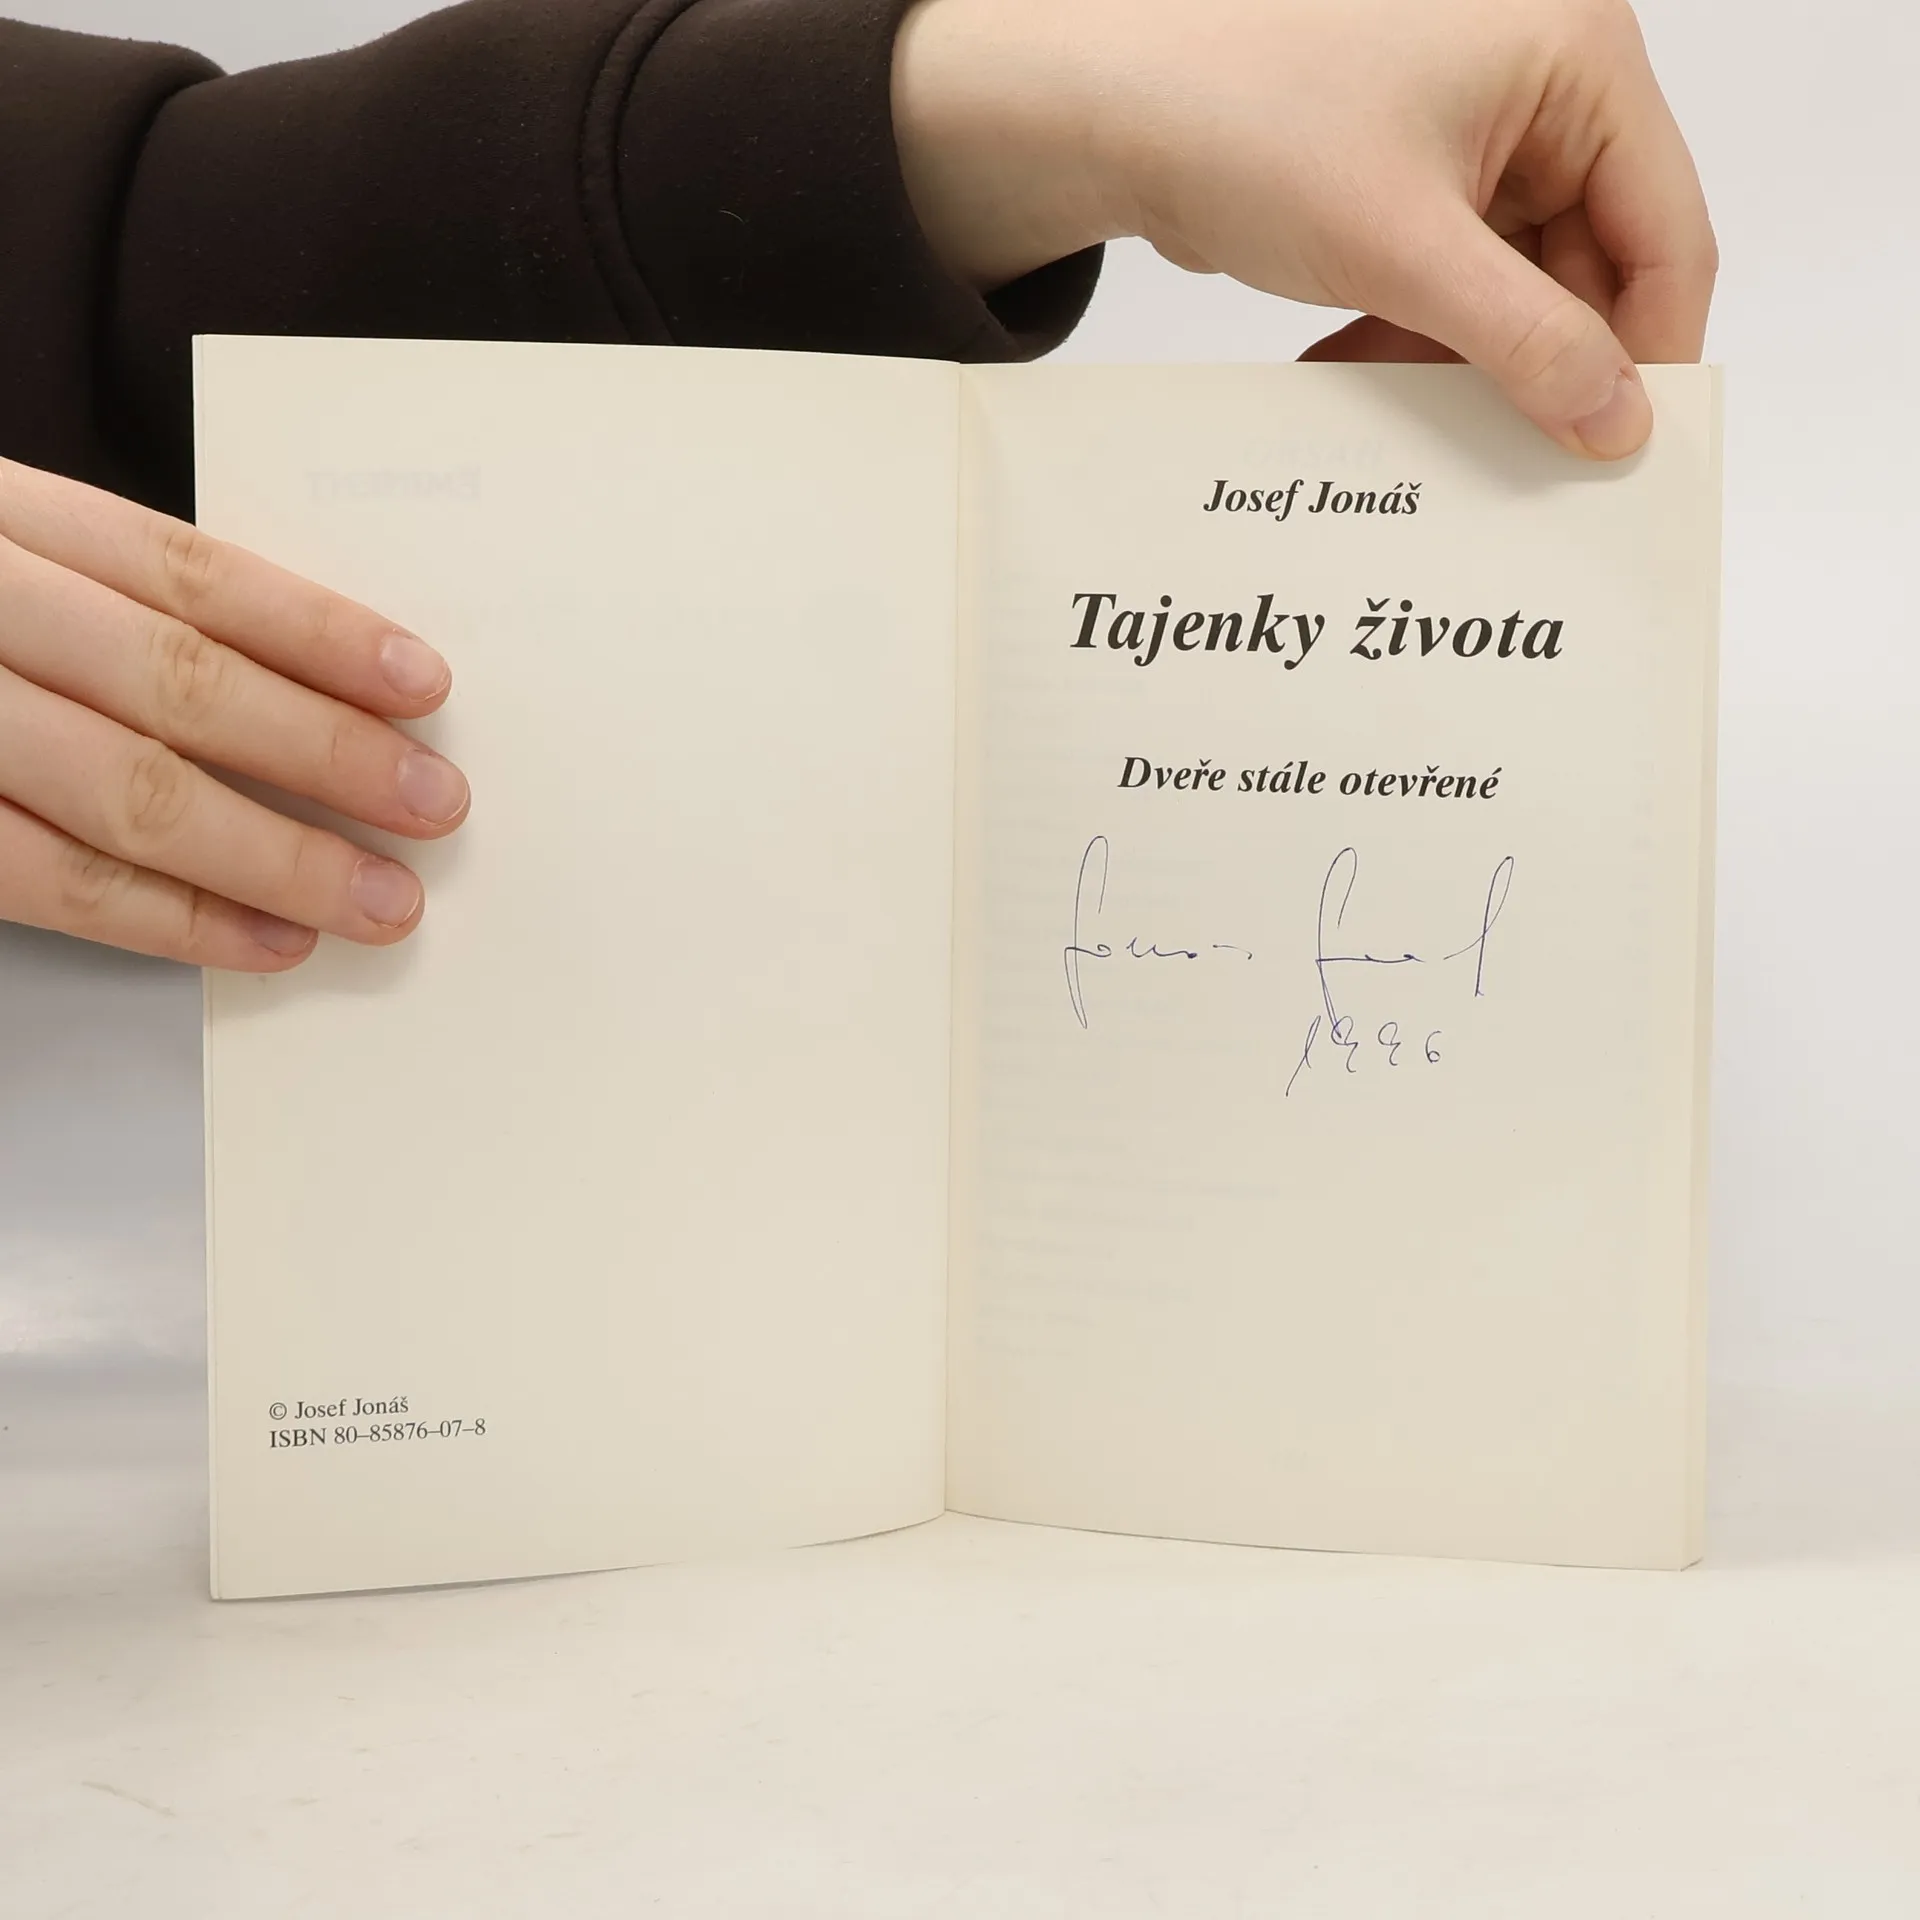 © Josef Jonáš
ISBN 80–85876–07–8
Josef Jonáš
Tajenky života
Dveře stále otevřené
1996